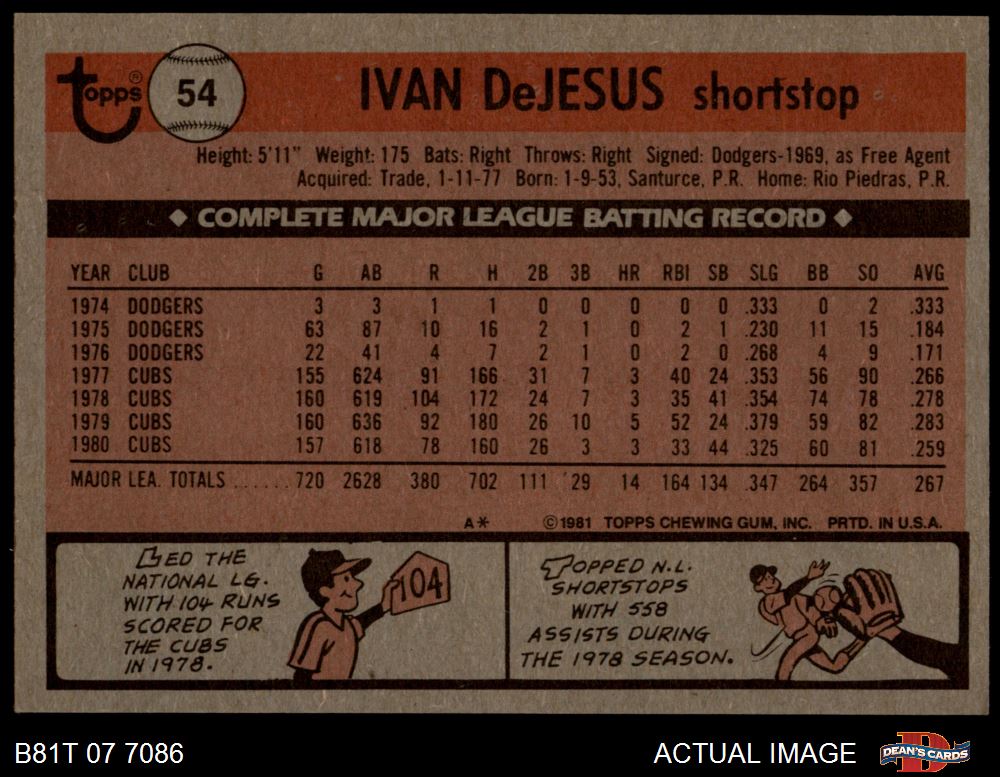 topps® 54 IVAN DeJESUS shortstop
Height: 5'11" Weight: 175 Bats: Right Throws: Right Signed: Dodgers-1969, as Free Agent
Acquired: Trade, 1-11-77 Born: 1-9-53, Santurce, P.R. Home: Rio Piedras, P.R.
◆ COMPLETE MAJOR LEAGUE BATTING RECORD ◆
YEAR CLUB G AB R H 2B 3B HR RBI SB SLG BB SO AVG
1974 DODGERS 3 3 1 1 0 0 0 0 0 .333 0 2 .333
1975 DODGERS 63 87 10 16 2 1 0 2 1 .230 11 15 .184
1976 DODGERS 22 41 4 7 2 1 0 2 0 .268 4 9 .171
1977 CUBS 155 624 91 166 31 7 3 40 24 .353 56 90 .266
1978 CUBS 160 619 104 172 24 7 3 35 41 .354 74 78 .278
1979 CUBS 160 636 92 180 26 10 5 52 24 .379 59 82 .283
1980 CUBS 157 618 78 160 26 3 3 33 44 .325 60 81 .259
MAJOR LEA. TOTALS ...... 720 2628 380 702 111 29 14 164 134 .347 264 357 267
A* ©1981 TOPPS CHEWING GUM, INC. PRTD. IN U.S.A.
LED THE
NATIONAL LG.
WITH 104 RUNS
SCORED FOR
THE CUBS
IN 1978.
104
TOPPED N.L.
SHORTSTOPS
WITH 558
ASSISTS DURING
THE 1978 SEASON.
B81T 07 7086 ACTUAL IMAGE DEAN'S CARDS